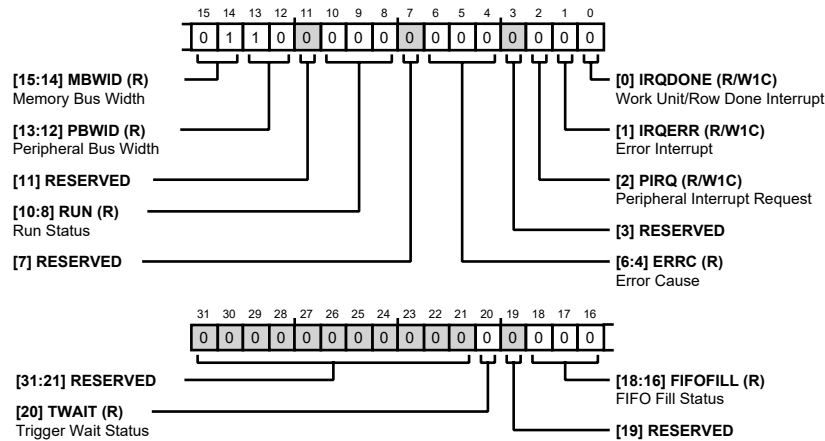 15 14 13 12 11 10 9 8 7 6 5 4 3 2 1 0
0 1 1 0 0 0 0 0 0 0 0 0 0 0 0 0
[15:14] MBWID (R)
Memory Bus Width
[13:12] PBWID (R)
Peripheral Bus Width
[11] RESERVED
[10:8] RUN (R)
Run Status
[7] RESERVED
[0] IRQDONE (R/W1C)
Work Unit/Row Done Interrupt
[1] IRQERR (R/W1C)
Error Interrupt
[2] PIRQ (R/W1C)
Peripheral Interrupt Request
[3] RESERVED
[6:4] ERRC (R)
Error Cause
31 30 29 28 27 26 25 24 23 22 21 20 19 18 17 16
0 0 0 0 0 0 0 0 0 0 0 0 0 0 0 0
[31:21] RESERVED
[20] TWAIT (R)
Trigger Wait Status
[18:16] FIFOFILL (R)
FIFO Fill Status
[19] RESERVED